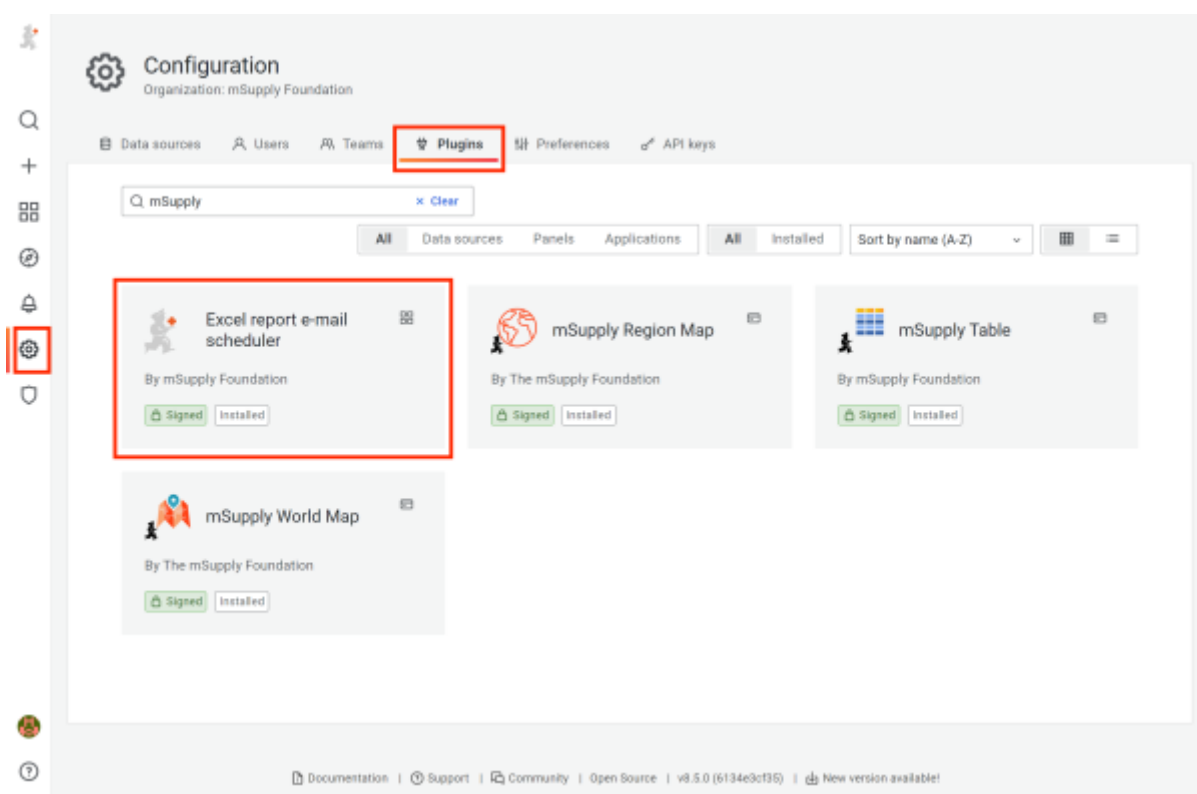 Configuration
Organization: mSupply Foundation
Data sources Users Teams Plugins Preferences API keys
mSupply × Clear
All Data sources Panels Applications All Installed Sort by name (A-Z)
Excel report e-mail
scheduler
By mSupply Foundation
Signed Installed
mSupply Region Map
By The mSupply Foundation
Signed Installed
mSupply Table
By mSupply Foundation
Signed Installed
mSupply World Map
By The mSupply Foundation
Signed Installed
Documentation | Support | Community | Open Source | v8.5.0 (6134e3cf35) | New version available!